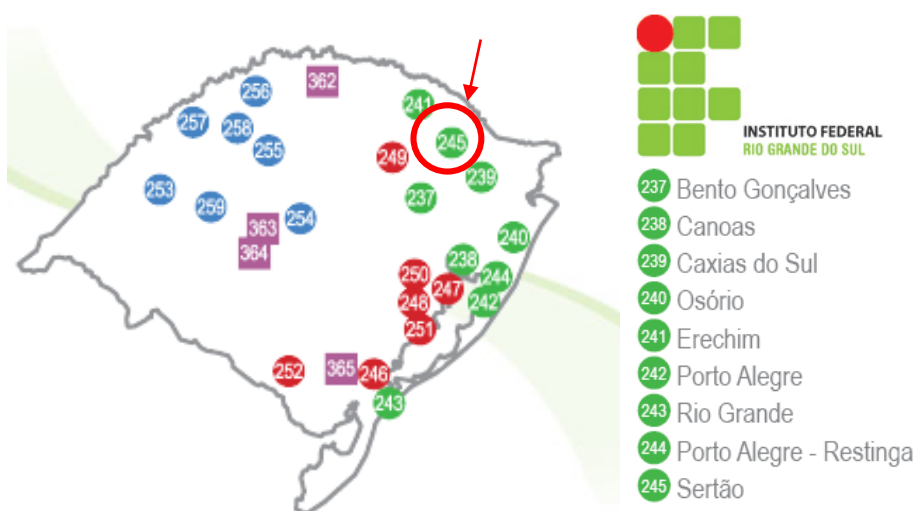 362
256
241
257
258
245
255
249
239
253
237
259
254
363
240
364
238
250
244
247
248
242
251
365
252
246
243
INSTITUTO FEDERAL
RIO GRANDE DO SUL
237 Bento Gonçalves
238 Canoas
239 Caxias do Sul
240 Osório
241 Erechim
242 Porto Alegre
243 Rio Grande
244 Porto Alegre - Restinga
245 Sertão